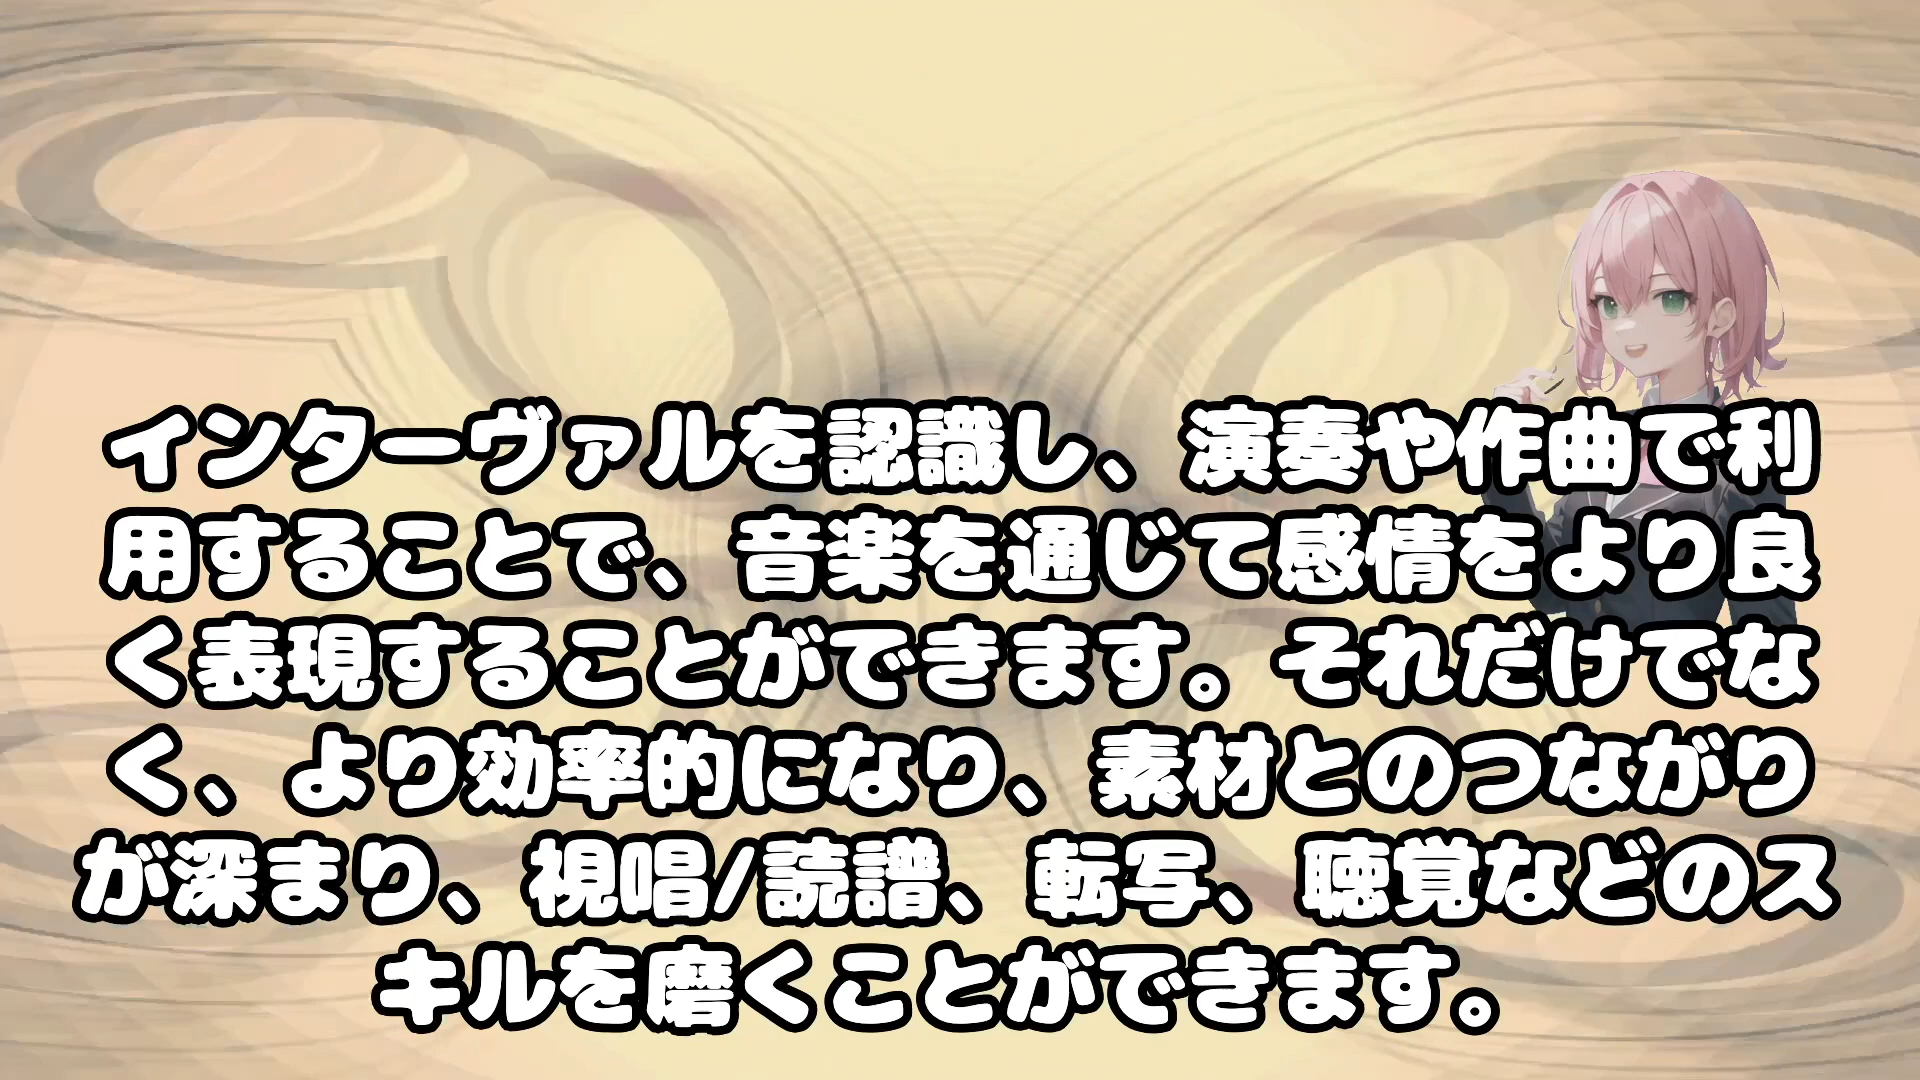 インターヴァルを認識し、演奏や作曲で利
用することで、音楽を通じて感情をより良
く表現することができます。それだけでな
く、より効率的になり、素材とのつながり
が深まり、視唱/読譜、転写、聴覚などのス
キルを磨くことができます。